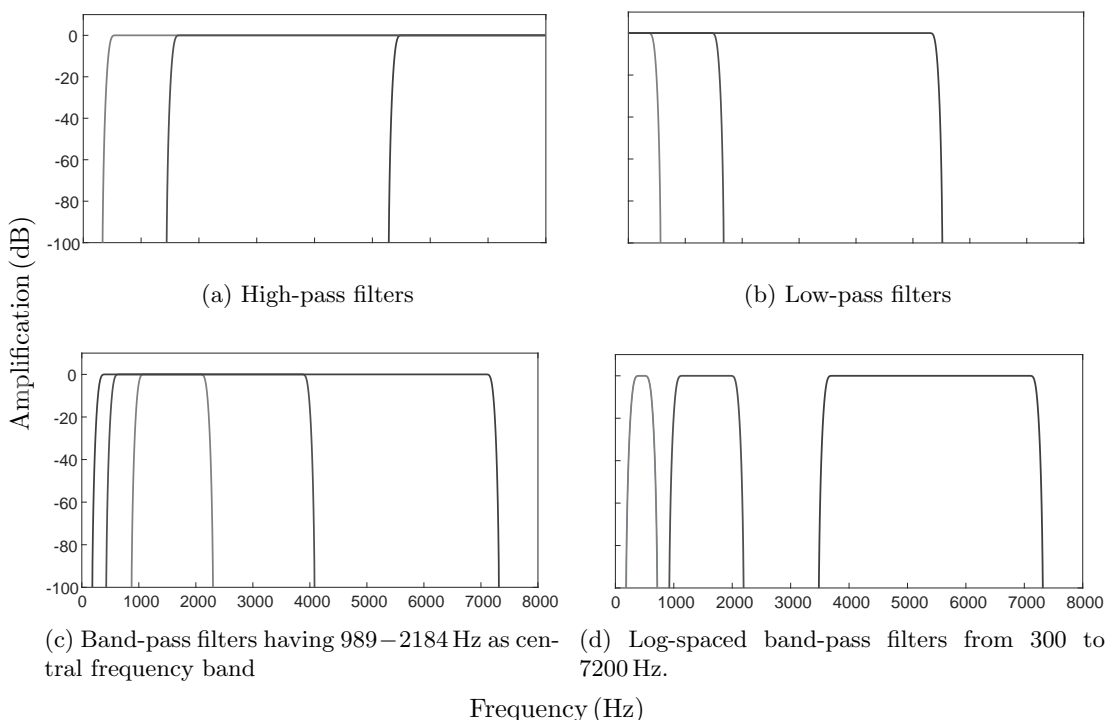 0
-20
-40
-60
-80
-100
(a) High-pass filters
(b) Low-pass filters
Amplification (dB)
0
-20
-40
-60
-80
-100
0 1000 2000 3000 4000 5000 6000 7000 8000
0 1000 2000 3000 4000 5000 6000 7000 8000
(c) Band-pass filters having 989−2184 Hz as cen-
tral frequency band
(d) Log-spaced band-pass filters from 300 to
7200 Hz.
Frequency (Hz)